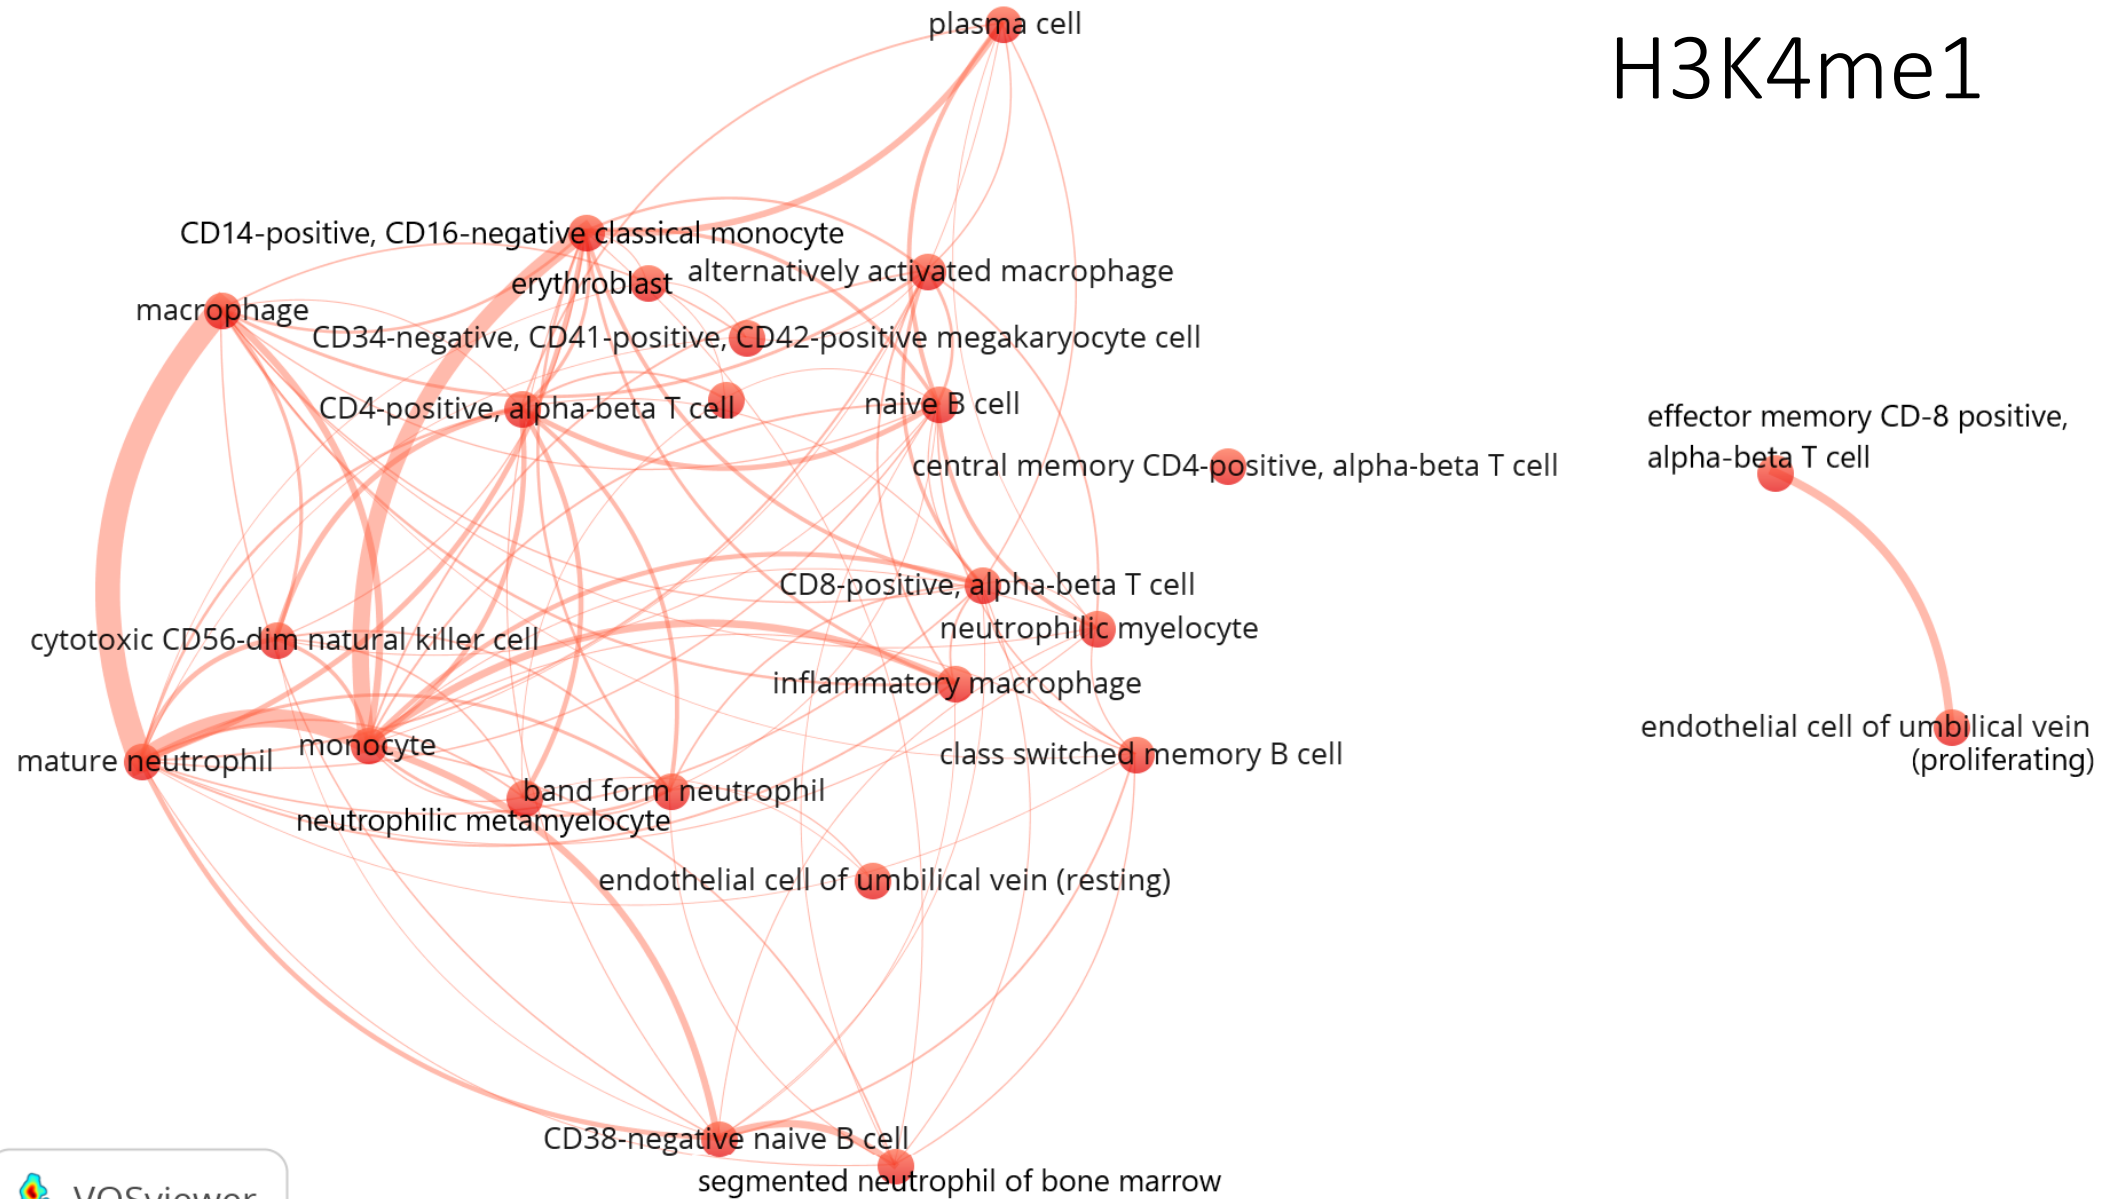 plasma cell
H3K4me1
CD14-positive, CD16-negative classical monocyte
alternatively activated macrophage
erythroblast
macrophage
CD34-negative, CD41-positive, CD42-positive megakaryocyte cell
CD4-positive, alpha-beta T cell
naive B cell
effector memory CD-8 positive,
alpha-beta T cell
central memory CD4-positive, alpha-beta T cell
CD8-positive, alpha-beta T cell
neutrophilic myelocyte
cytotoxic CD56-dim natural killer cell
inflammatory macrophage
endothelial cell of umbilical vein
(proliferating)
monocyte
mature neutrophil
class switched memory B cell
band form neutrophil
neutrophilic metamyelocyte
endothelial cell of umbilical vein (resting)
CD38-negative naive B cell
segmented neutrophil of bone marrow
VOSviewer